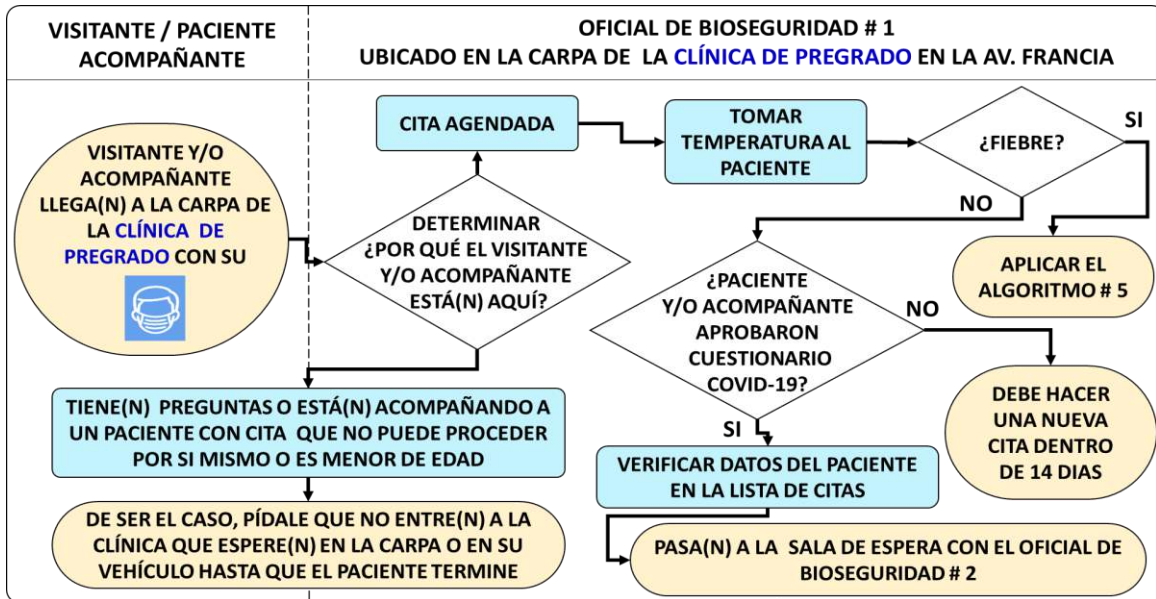 VISITANTE / PACIENTE
ACOMPAÑANTE
OFICIAL DE BIOSEGURIDAD # 1
UBICADO EN LA CARPA DE LA CLÍNICA DE PREGRADO EN LA AV. FRANCIA
VISITANTE Y/O
ACOMPAÑANTE
LLEGA(N) A LA CARPA DE
LA CLÍNICA DE
PREGRADO CON SU
DETERMINAR
¿POR QUÉ EL VISITANTE
Y/O ACOMPAÑANTE
ESTÁ(N) AQUÍ?
CITA AGENDADA
TOMAR
TEMPERATURA AL
PACIENTE
¿FIEBRE?
SI
NO
APLICAR EL
ALGORITMO # 5
¿PACIENTE
Y/O ACOMPAÑANTE
APROBARON
CUESTIONARIO
COVID-19?
NO
DEBE HACER
UNA NUEVA
CITA DENTRO
DE 14 DIAS
SI
VERIFICAR DATOS DEL PACIENTE
EN LA LISTA DE CITAS
PASA(N) A LA SALA DE ESPERA CON EL OFICIAL DE
BIOSEGURIDAD # 2
TIENE(N) PREGUNTAS O ESTÁ(N) ACOMPAÑANDO A
UN PACIENTE CON CITA QUE NO PUEDE PROCEDER
POR SI MISMO O ES MENOR DE EDAD
DE SER EL CASO, PÍDALE QUE NO ENTRE(N) A LA
CLÍNICA QUE ESPERE(N) EN LA CARPA O EN SU
VEHÍCULO HASTA QUE EL PACIENTE TERMINE